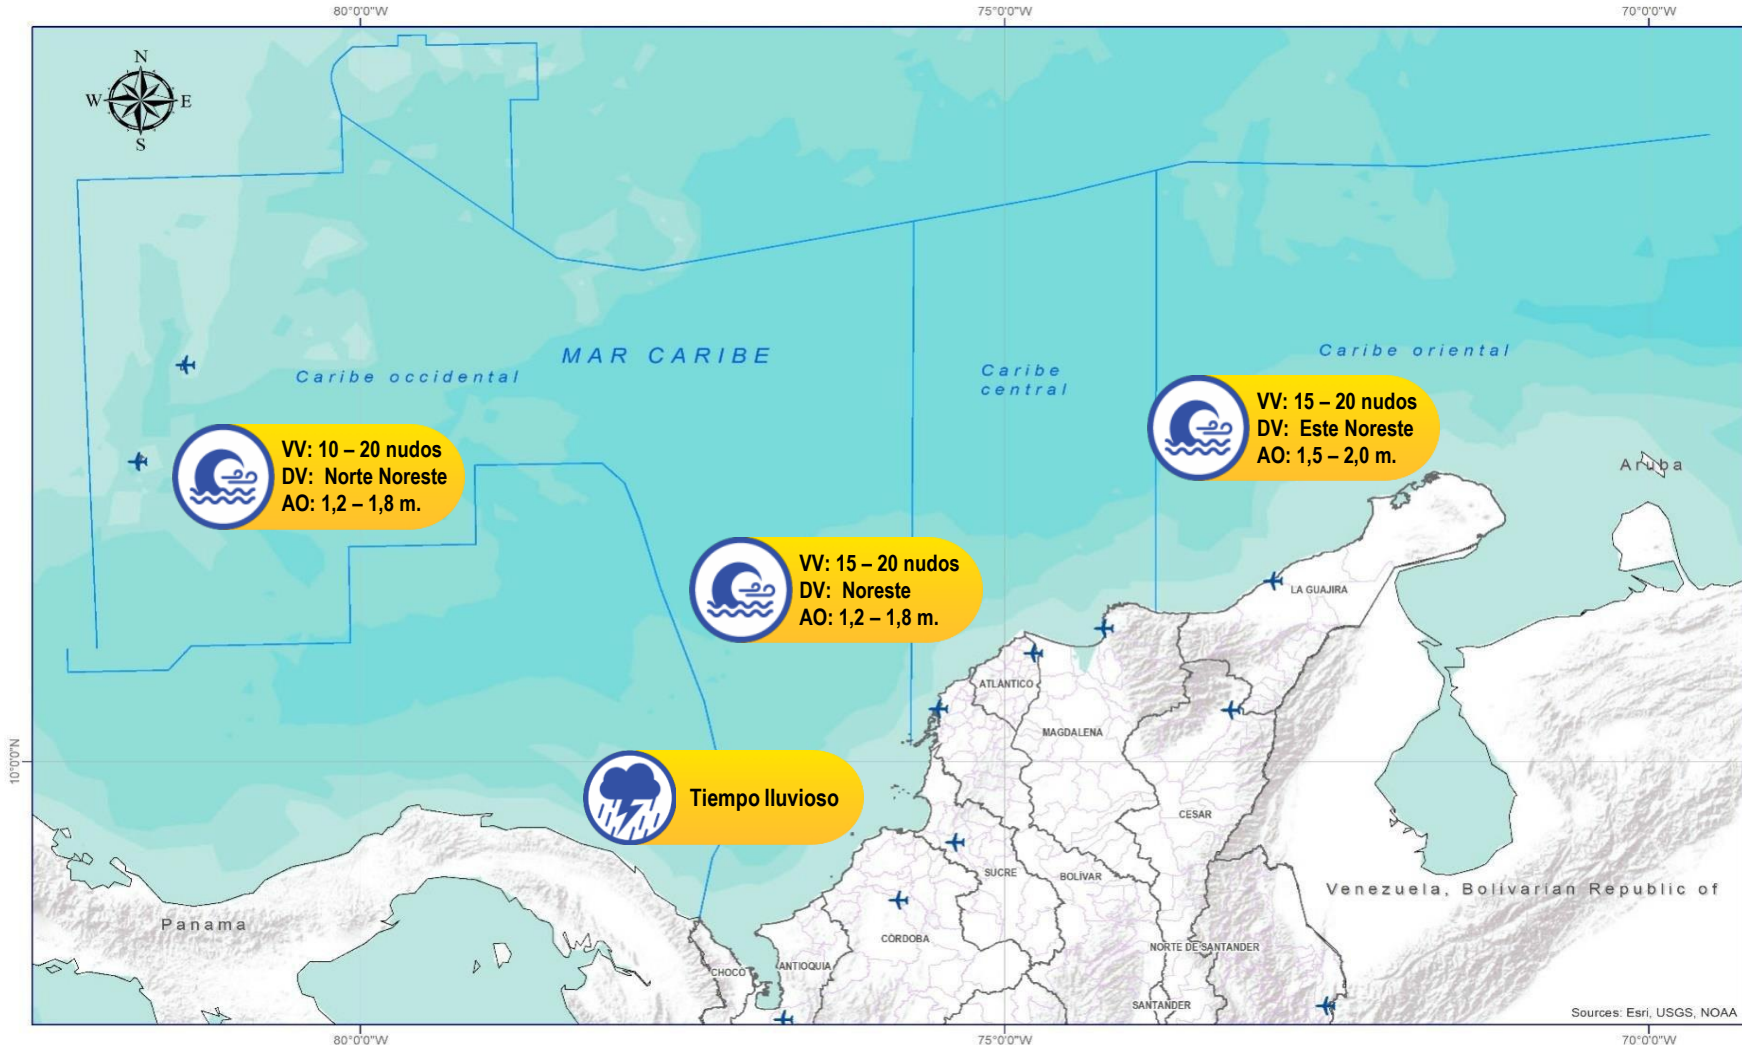 80°0'0"W
75°0'0"W
70°0'0"W
N
W
E
S
MAR CARIBE
Caribe occidental
Caribe
central
Caribe oriental
VV: 15 – 20 nudos
DV: Este Noreste
AO: 1,5 – 2,0 m.
VV: 10 – 20 nudos
DV: Norte Noreste
AO: 1,2 – 1,8 m.
Aruba
VV: 15 – 20 nudos
DV: Noreste
AO: 1,2 – 1,8 m.
LA GUAJIRA
ATLÁNTICO
MAGDALENA
10°0'0"N
Tiempo lluvioso
CESAR
SUCRE
BOLÍVAR
Venezuela, Bolivarian Republic of
Panama
CÓRDOBA
NORTE DE SANTANDER
CHOCÓ
ANTIOQUIA
SANTANDER
Sources: Esri, USGS, NOAA
80°0'0"W
75°0'0"W
70°0'0"W